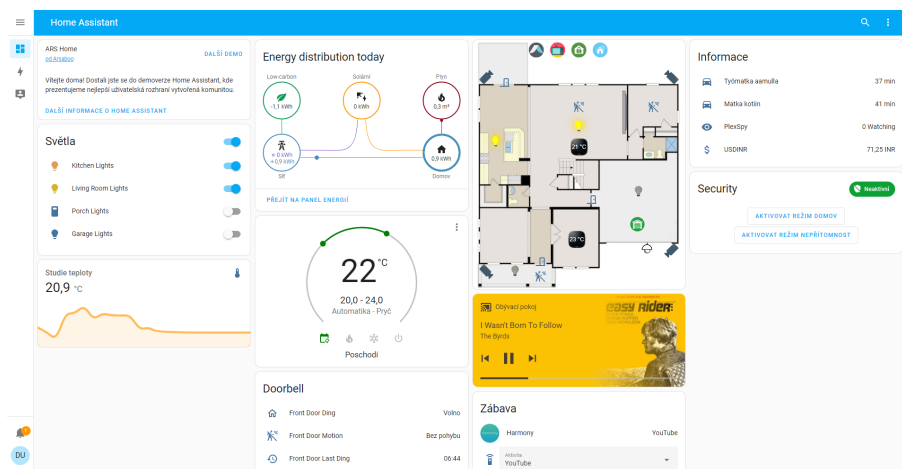 Home Assistant
ARS Home
od Arsaboo
DALŠÍ DEMO
Vítejte doma! Dostali jste se do demoverze Home Assistant, kde
prezentujeme nejlepší uživatelská rozhraní vytvořená komunitou.
DALŠÍ INFORMACE O HOME ASSISTANT
Světla
Kitchen Lights
Living Room Lights
Porch Lights
Garage Lights
Studie teploty
20,9 °C
Energy distribution today
Low-carbon
Solární
Plyn
-1,1 kWh
0 kWh
0,3 m³
← 0 kWh
→ 0,9 kWh
0,9 kWh
Síť
Domov
PŘEJÍT NA PANEL ENERGIÍ
22 °C
20,0 - 24,0
Automatika - Pryč
Poschodí
Doorbell
Front Door Ding
Volno
Front Door Motion
Bez pohybu
Front Door Last Ding
06:44
21 °C
23 °C
Obývací pokoj
easy RiDER
I Wasn't Born To Follow
The Byrds
Zábava
Harmony
YouTube
Aktivita
YouTube
Informace
Työmatka aamulla
37 min
Matka kotiin
41 min
PlexSpy
0 Watching
USDINR
71,25 INR
Security
Neaktivní
AKTIVOVAT REŽIM DOMOV
AKTIVOVAT REŽIM NEPŘÍTOMNOST
DU